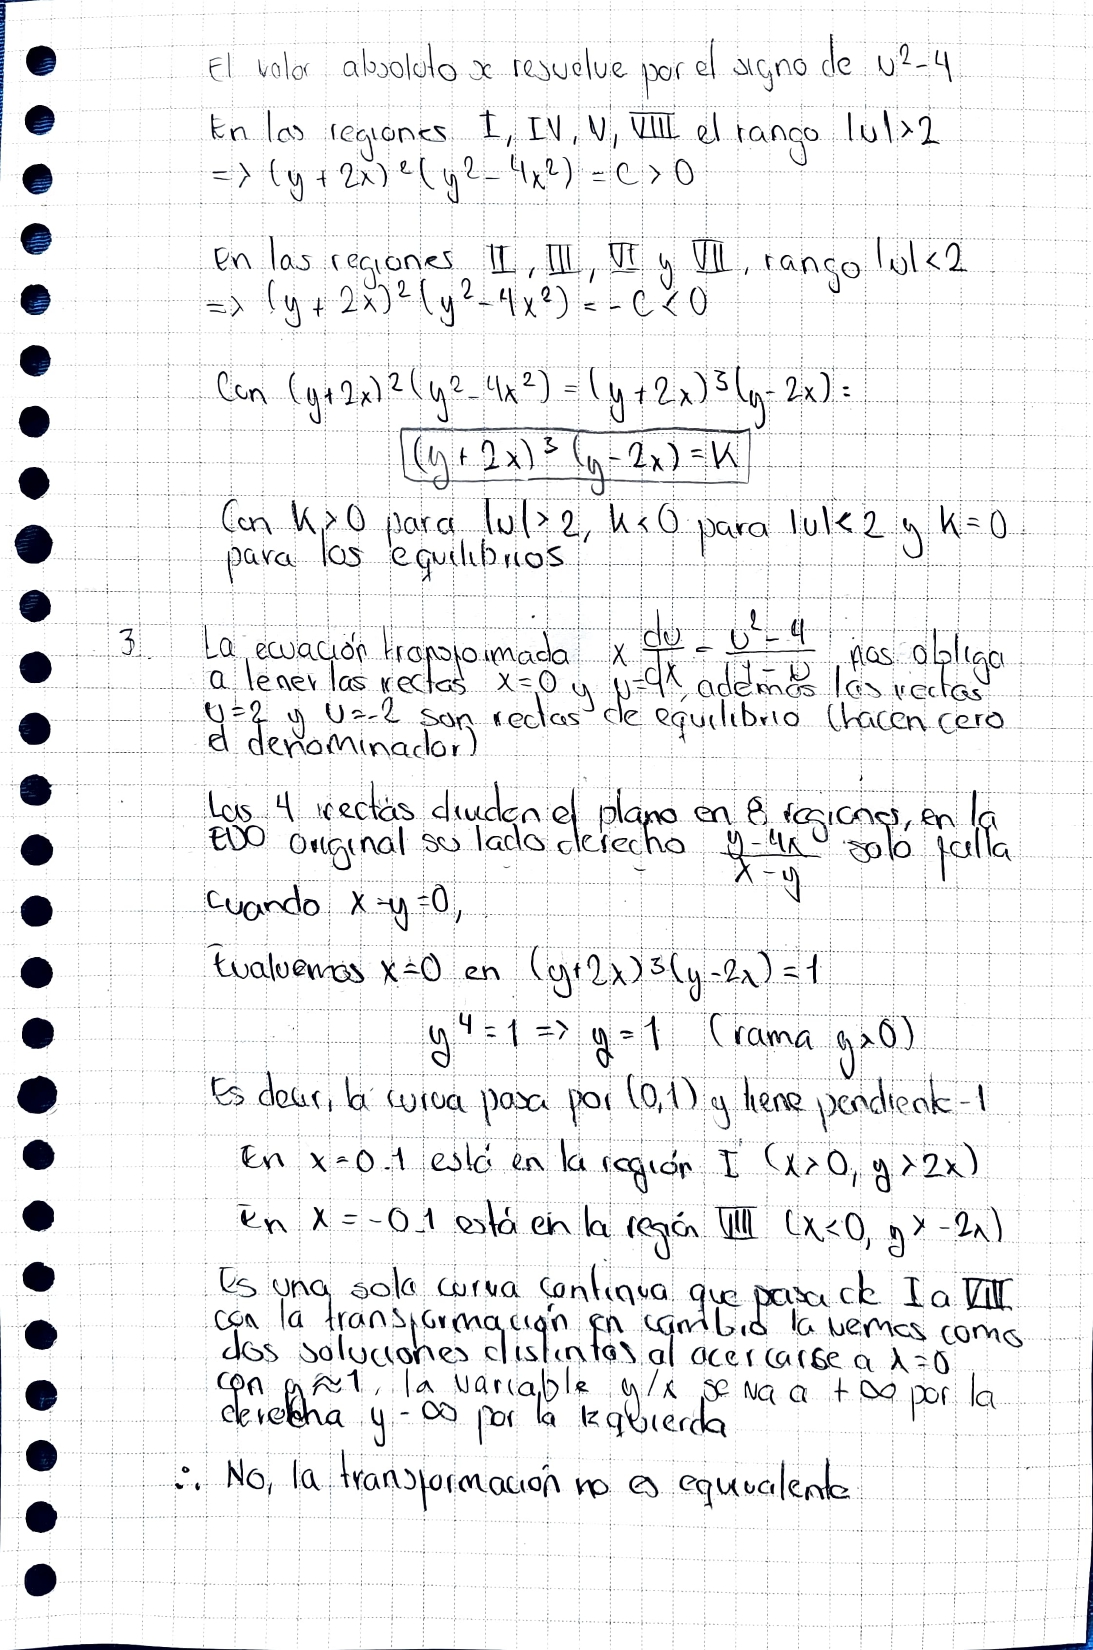 El valor absoluto se resuelve por el signo de u²-4
En las regiones I, IV, V, VIII el rango |u|>2
=> (y+2x)²(y²-4x²) = C > 0
En las regiones II, III, VI y VII, rango |u|<2
=> (y+2x)²(y²-4x²) = -C < 0
Con (y+2x)²(y²-4x²) = (y+2x)³(y-2x):
(y+2x)³(y-2x) = K
Con K>0 para |u|>2, K<0 para |u|<2 y K=0
para los equilibrios
3. La ecuación transformada x du/dx = u²-4/1-u, nos obliga
a tener las rectas x=0 y además las rectas
u=2 y u=-2 son rectas de equilibrio (hacen cero
el denominador)
Las 4 rectas dividen el plano en 8 regiones, en la
EDO original su lado derecho y-4x/x-y solo falla
cuando x-y=0,
Evaluemos x=0 en (y+2x)³(y-2x)=1
y⁴=1 => y=1 (rama y>0)
Es decir, la curva pasa por (0,1) y tiene pendiente -1
En x=0.1 está en la región I (x>0, y>2x)
En x=-0.1 está en la regón VIII (x<0, y>-2x)
Es una sola curva continua que pasa de I a VIII
con la transformación en cambio la vemos como
dos soluciones distintas al acercarse a x=0
con y≈1, la variable y/x se va a +∞ por la
derecha y -∞ por la izquierda
∴ No, la transformación no es equivalente